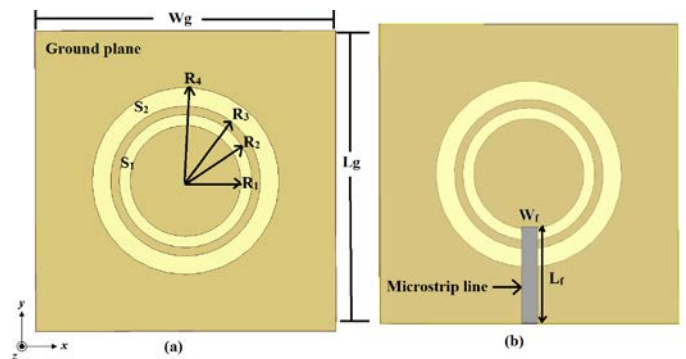 Wg
Ground plane
R4
S2
R3
R2
S1
R1
Lg
y
z
x
(a)
Wf
Lf
Microstrip line
(b)